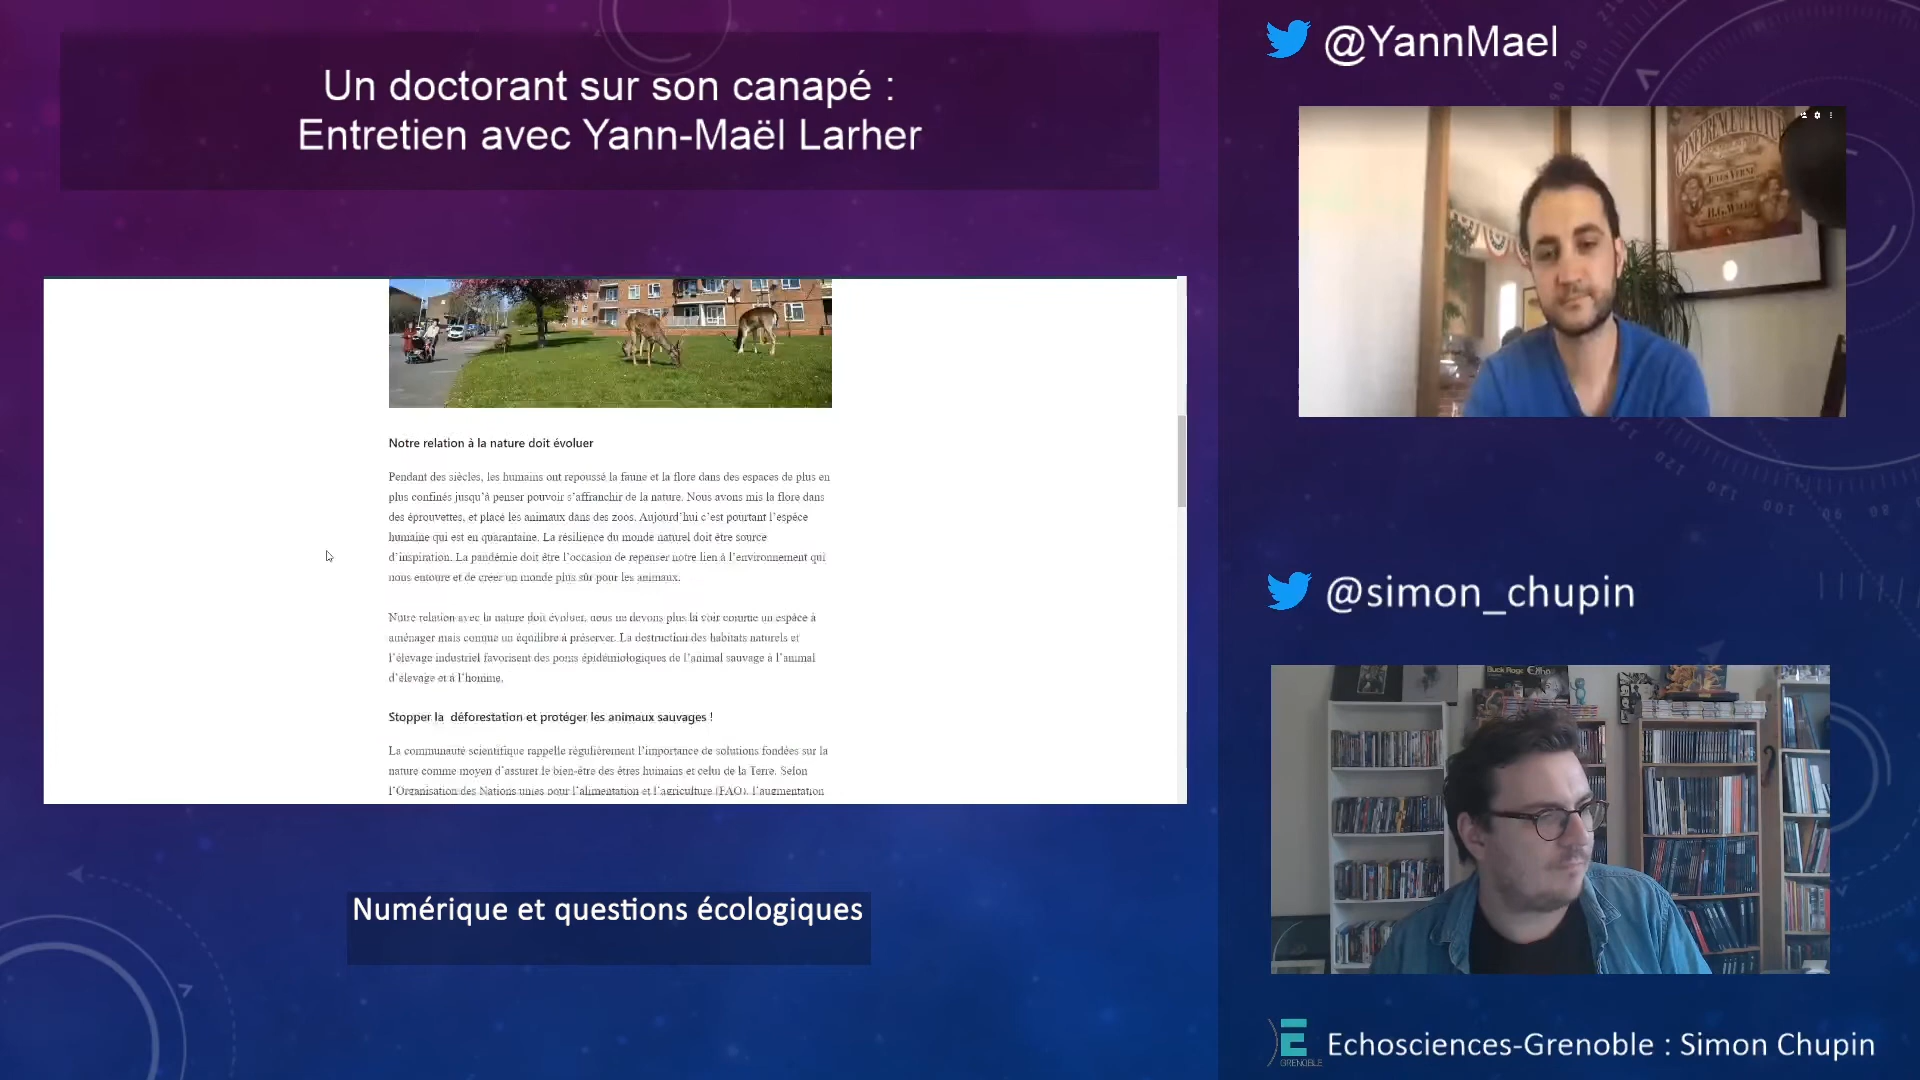 Un doctorant sur son canapé :
Entretien avec Yann-Maël Larher
@YannMael
CONFERENCE du FUTUR
JULES VERNE
H.G. WELLS
Notre relation à la nature doit évoluer
Pendant des siècles, les humains ont repoussé la faune et la flore dans des espaces de plus en
plus confinés jusqu’à penser pouvoir s’affranchir de la nature. Nous avons mis la flore dans
des éprouvettes, et placé les animaux dans des zoos. Aujourd’hui c’est pourtant l’espèce
humaine qui est en quarantaine. La résilience du monde naturel doit être source
d’inspiration. La pandémie doit être l’occasion de repenser notre lien à l’environnement qui
nous entoure et de créer un monde plus sûr pour les animaux.
Notre relation avec la nature doit évoluer, nous ne devons plus la voir comme un espace à
aménager mais comme un équilibre à préserver. La destruction des habitats naturels et
l’élevage industriel favorisent des ponts épidémiologiques de l’animal sauvage à l’animal
d’élevage et à l’homme.
Stopper la déforestation et protéger les animaux sauvages !
La communauté scientifique rappelle régulièrement l’importance de solutions fondées sur la
nature comme moyen d’assurer le bien-être des êtres humains et celui de la Terre. Selon
l’Organisation des Nations unies pour l’alimentation et l’agriculture (FAO), l’augmentation
Numérique et questions écologiques
@simon_chupin
Buck Rogers
E GRENOBLE
Echosciences-Grenoble : Simon Chupin